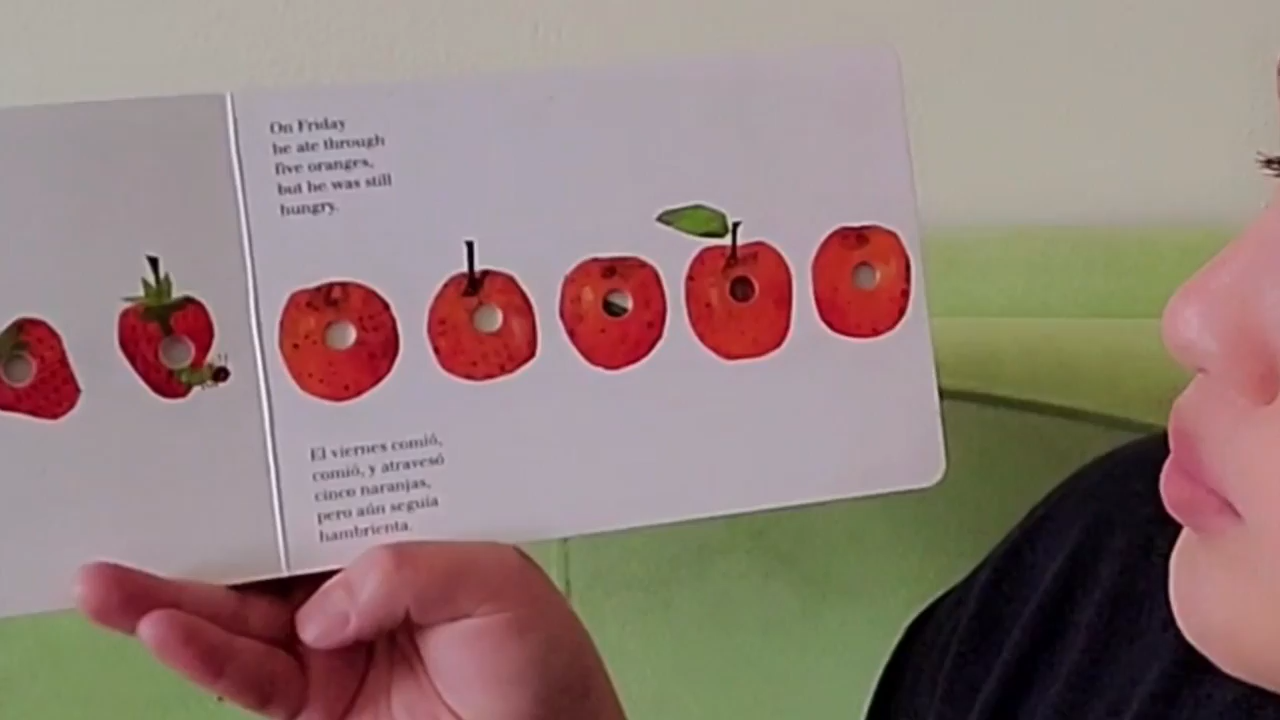 On Friday
he ate through
five oranges,
but he was still
hungry.
El viernes comió,
comió, y atravesó
cinco naranjas,
pero aún seguía
hambrienta.